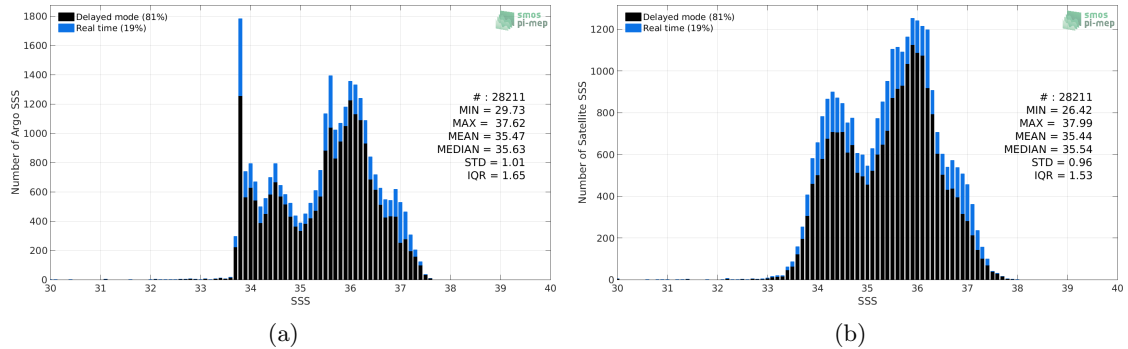 Delayed mode (81%)
Real time (19%)
smos
pi-mep
Number of Argo SSS
1800
1600
1400
1200
1000
800
600
400
200
0
# : 28211
MIN = 29.73
MAX = 37.62
MEAN = 35.47
MEDIAN = 35.63
STD = 1.01
IQR = 1.65
30 31 32 33 34 35 36 37 38 39 40
SSS
(a)
Delayed mode (81%)
Real time (19%)
smos
pi-mep
Number of Satellite SSS
1200
1000
800
600
400
200
0
# : 28211
MIN = 26.42
MAX = 37.99
MEAN = 35.44
MEDIAN = 35.54
STD = 0.96
IQR = 1.53
30 31 32 33 34 35 36 37 38 39 40
SSS
(b)